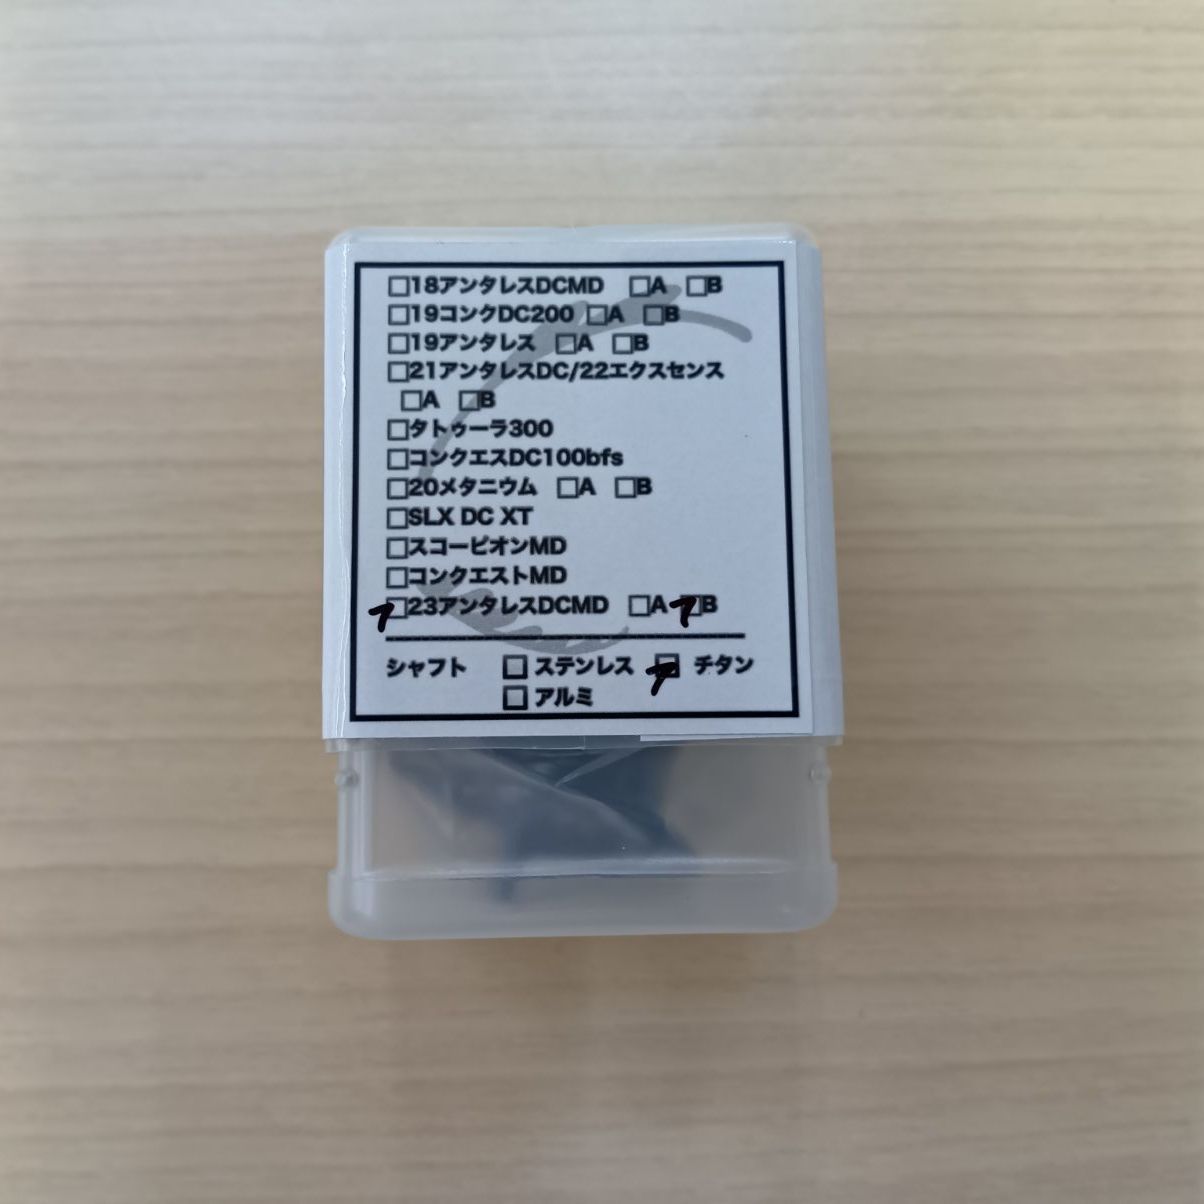 □18アンタレスDCMD □A □B
□19コンクDC200 □A □B
□19アンタレス □A □B
□21アンタレスDC/22エクスセンス
□A □B
□タトゥーラ300
□コンクエスDC100bfs
□20メタニウム □A □B
□SLX DC XT
□スコーピオンMD
□コンクエストMD
□23アンタレスDCMD □A □B
シャフト □ステンレス □チタン
□アルミ